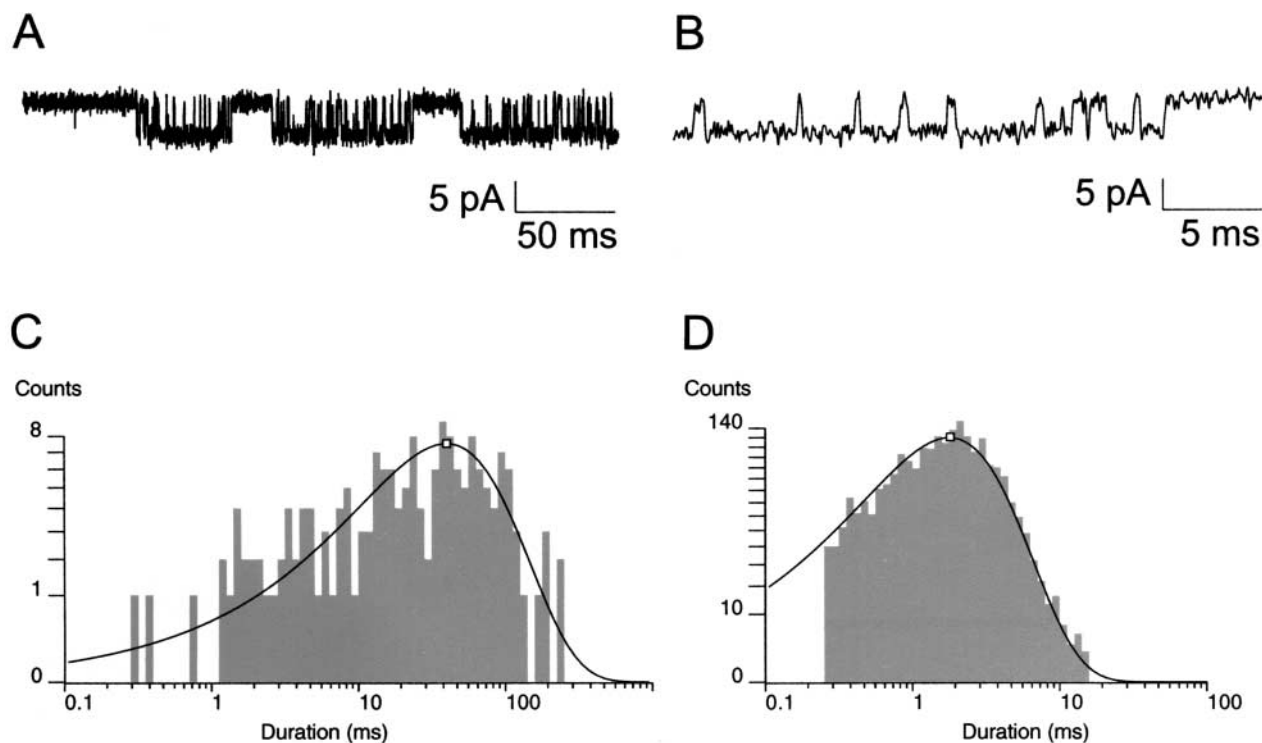 A
B
5 pA
50 ms
5 pA
5 ms
C
D
Counts
8
1
0
0.1 1 10 100
Duration (ms)
Counts
140
10
0
0.1 1 10 100
Duration (ms)